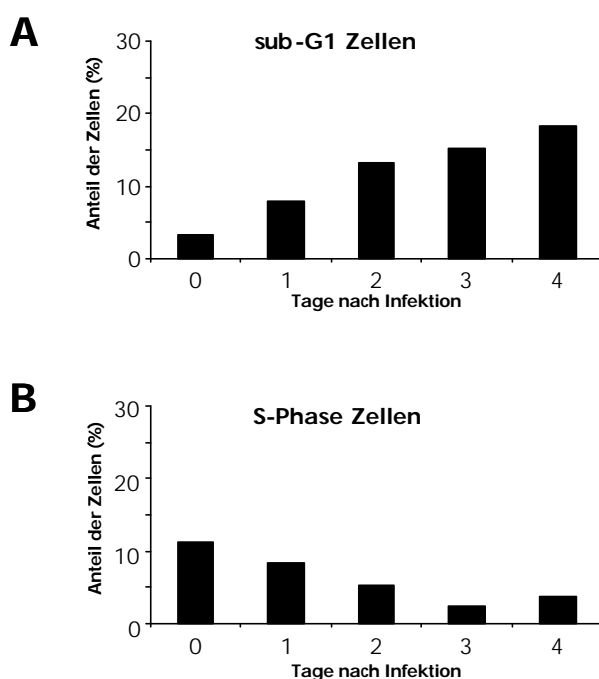 A
sub-G1 Zellen
Anteil der Zellen (%)
30
20
10
0
0 1 2 3 4
Tage nach Infektion
B
S-Phase Zellen
Anteil der Zellen (%)
30
20
10
0
0 1 2 3 4
Tage nach Infektion